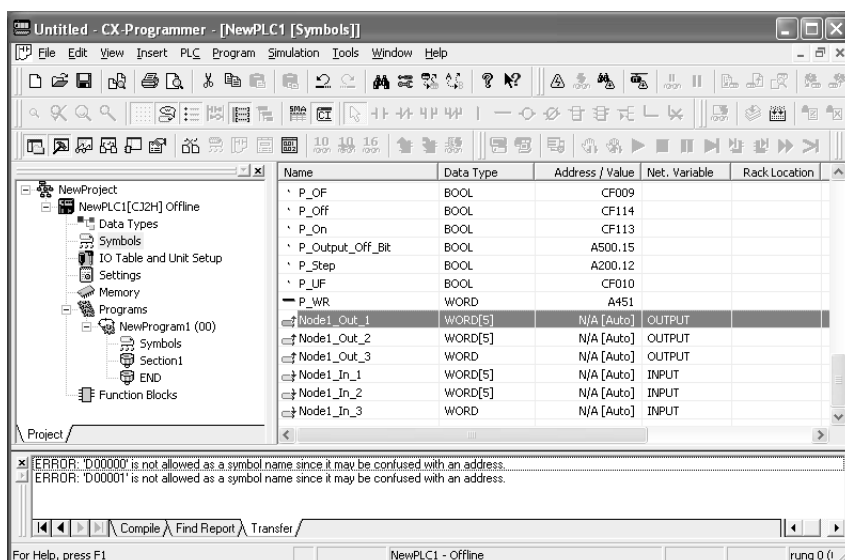 Untitled - CX-Programmer - [NewPLC1 [Symbols]]
File Edit View Insert PLC Program Simulation Tools Window Help
10 10 16
NewProject
NewPLC1[CJ2H] Offline
Data Types
Symbols
IO Table and Unit Setup
Settings
Memory
Programs
NewProgram1 (00)
Symbols
Section1
END
Function Blocks
Project
Name Data Type Address / Value Net. Variable Rack Location
P_OF BOOL CF009
P_Off BOOL CF114
P_On BOOL CF113
P_Output_Off_Bit BOOL A500.15
P_Step BOOL A200.12
P_UF BOOL CF010
P_WR WORD A451
Node1_Out_1 WORD[5] N/A [Auto] OUTPUT
Node1_Out_2 WORD[5] N/A [Auto] OUTPUT
Node1_Out_3 WORD N/A [Auto] OUTPUT
Node1_In_1 WORD[5] N/A [Auto] INPUT
Node1_In_2 WORD[5] N/A [Auto] INPUT
Node1_In_3 WORD N/A [Auto] INPUT
ERROR: 'D00000' is not allowed as a symbol name since it may be confused with an address.
ERROR: 'D00001' is not allowed as a symbol name since it may be confused with an address.
Compile Find Report Transfer
For Help, press F1 NewPLC1 - Offline rung 0 (